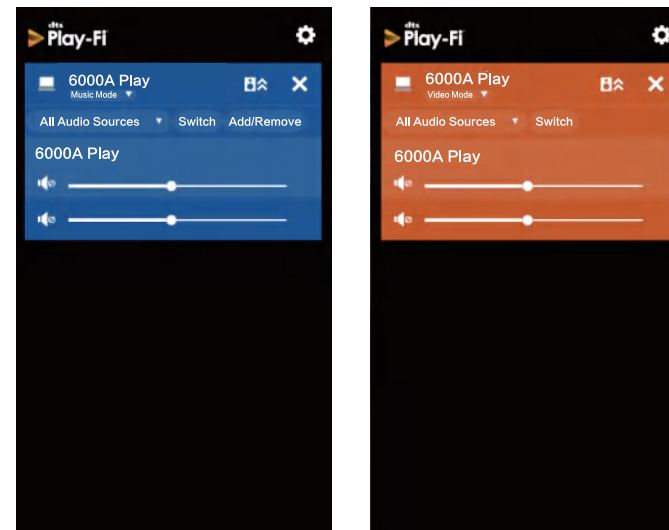 dts
Play-Fi
6000A Play
Music Mode
All Audio Sources Switch Add/Remove
6000A Play
dts
Play-Fi
6000A Play
Video Mode
All Audio Sources Switch
6000A Play